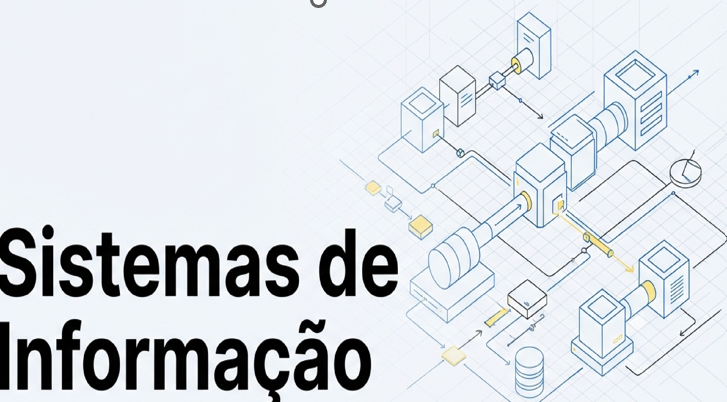 Sistemas de
Informação